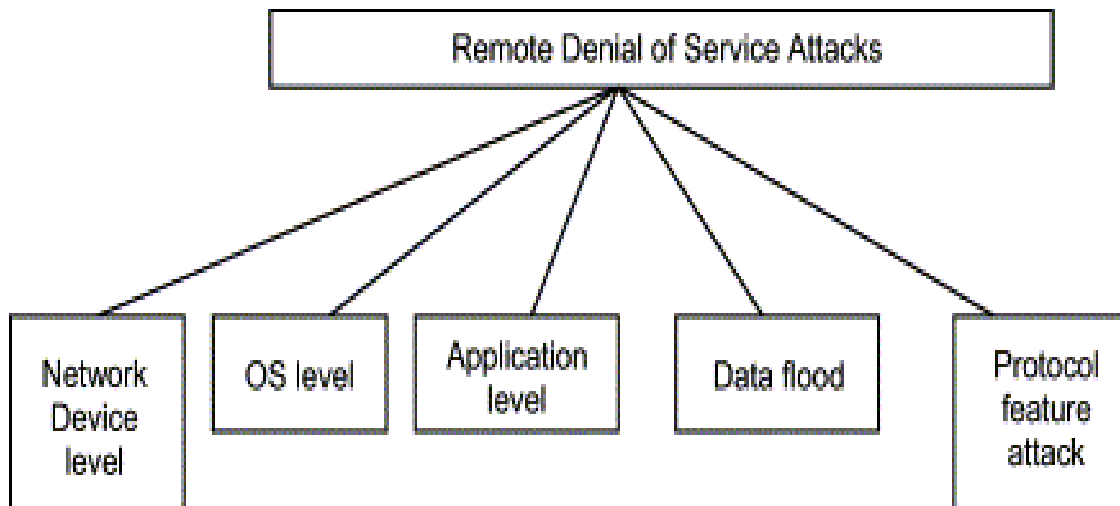 Remote Denial of Service Attacks
Network
Device
level
OS level
Application
level
Data flood
Protocol
feature
attack